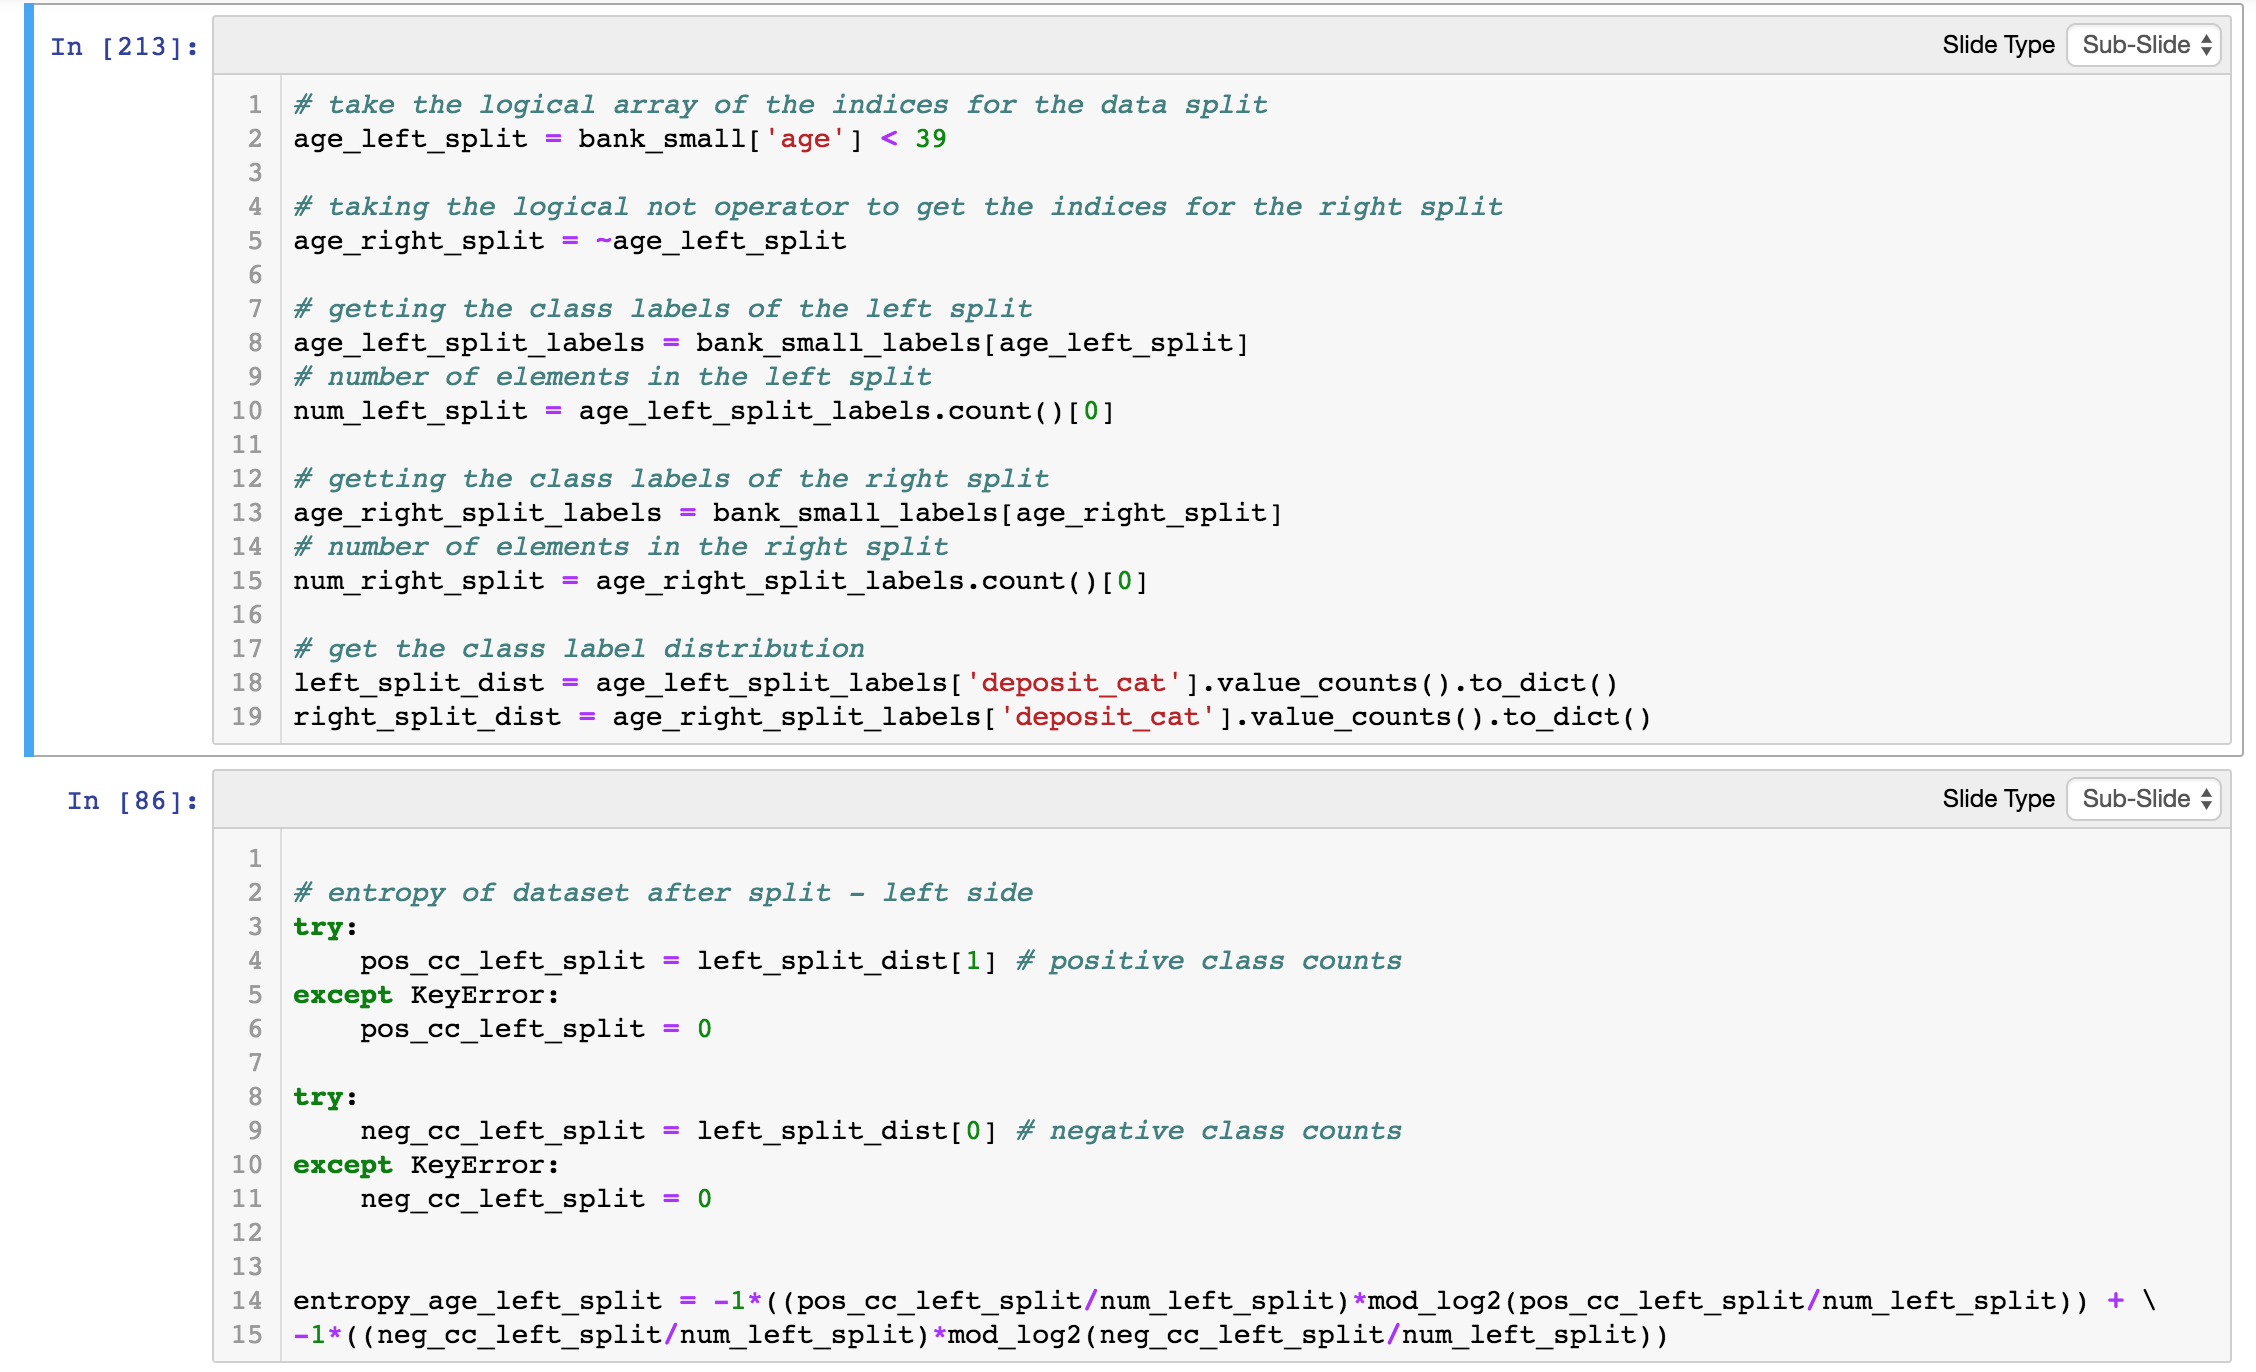 In [213]:
Slide Type Sub-Slide
1 # take the logical array of the indices for the data split
2 age_left_split = bank_small['age'] < 39
3
4 # taking the logical not operator to get the indices for the right split
5 age_right_split = ~age_left_split
6
7 # getting the class labels of the left split
8 age_left_split_labels = bank_small_labels[age_left_split]
9 # number of elements in the left split
10 num_left_split = age_left_split_labels.count()[0]
11
12 # getting the class labels of the right split
13 age_right_split_labels = bank_small_labels[age_right_split]
14 # number of elements in the right split
15 num_right_split = age_right_split_labels.count()[0]
16
17 # get the class label distribution
18 left_split_dist = age_left_split_labels['deposit_cat'].value_counts().to_dict()
19 right_split_dist = age_right_split_labels['deposit_cat'].value_counts().to_dict()
In [86]:
Slide Type Sub-Slide
1
2 # entropy of dataset after split - left side
3 try:
4     pos_cc_left_split = left_split_dist[1] # positive class counts
5 except KeyError:
6     pos_cc_left_split = 0
7
8 try:
9     neg_cc_left_split = left_split_dist[0] # negative class counts
10 except KeyError:
11     neg_cc_left_split = 0
12
13
14 entropy_age_left_split = -1*((pos_cc_left_split/num_left_split)*mod_log2(pos_cc_left_split/num_left_split)) + \
15 -1*((neg_cc_left_split/num_left_split)*mod_log2(neg_cc_left_split/num_left_split))